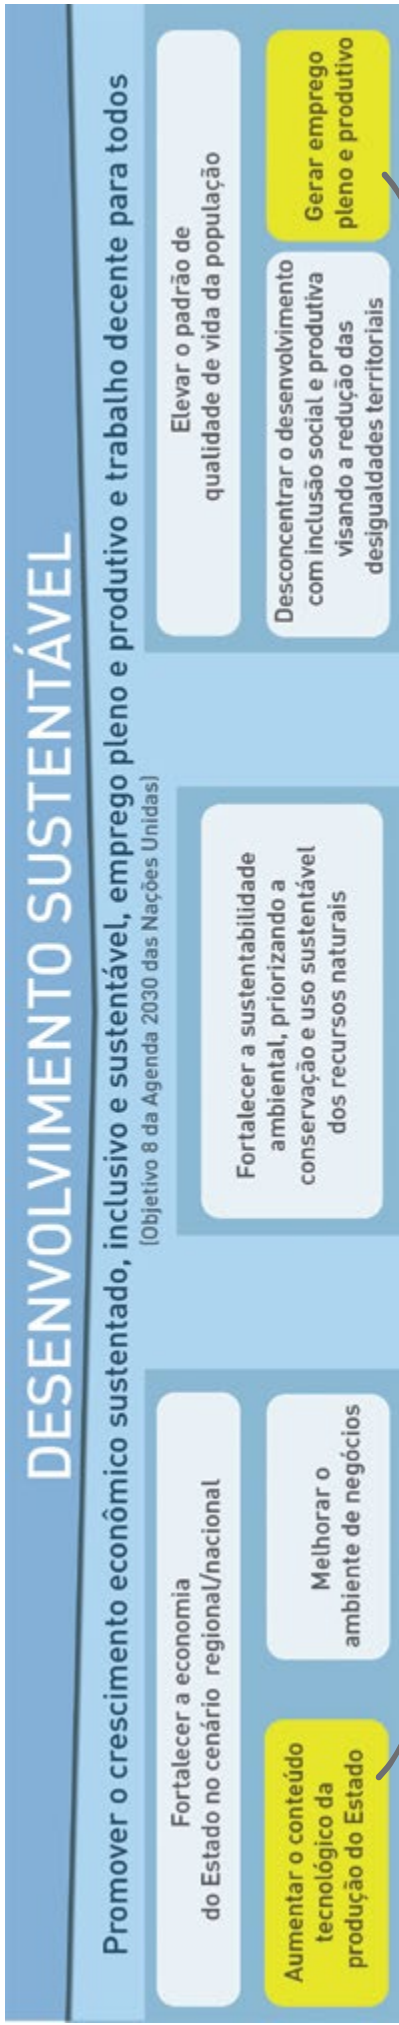 DESENVOLVIMENTO SUSTENTÁVEL
Promover o crescimento econômico sustentado, inclusivo e sustentável, emprego pleno e produtivo e trabalho decente para todos
(Objetivo 8 da Agenda 2030 das Nações Unidas)
Fortalecer a economia
do Estado no cenário regional/nacional
Aumentar o conteúdo
tecnológico da
produção do Estado
Melhorar o
ambiente de negócios
Fortalecer a sustentabilidade
ambiental, priorizando a
conservação e uso sustentável
dos recursos naturais
Elevar o padrão de
qualidade de vida da população
Desconcentrar o desenvolvimento
com inclusão social e produtiva
visando a redução das
desigualdades territoriais
Gerar emprego
pleno e produtivo